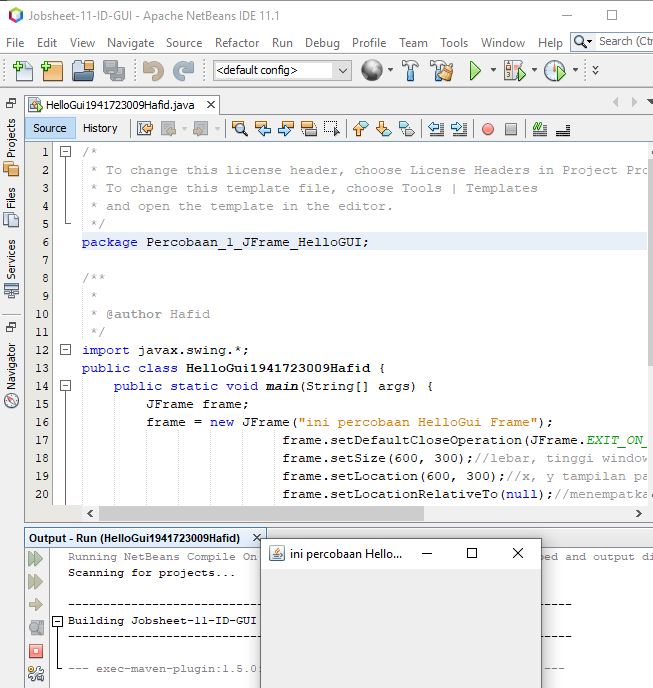 Jobsheet-11-ID-GUI - Apache NetBeans IDE 11.1
File Edit View Navigate Source Refactor Run Debug Profile Team Tools Window Help Search (Ctr
<default config>
HelloGui1941723009Hafid.java
Source History
Projects
Files
Services
Navigator
1 /*
2 * To change this license header, choose License Headers in Project Pro
3 * To change this template file, choose Tools | Templates
4 * and open the template in the editor.
5 */
6 package Percobaan_1_JFrame_HelloGUI;
7
8 /**
9 *
10 * @author Hafid
11 */
12 import javax.swing.*;
13 public class HelloGui1941723009Hafid {
14 public static void main(String[] args) {
15 JFrame frame;
16 frame = new JFrame("ini percobaan HelloGui Frame");
17 frame.setDefaultCloseOperation(JFrame.EXIT_ON_
18 frame.setSize(600, 300);//lebar, tinggi window
19 frame.setLocation(600, 300);//x, y tampilan pa
20 frame.setLocationRelativeTo(null);//menempatka
Output - Run (HelloGui1941723009Hafid)
Running NetBeans Compile On
ed and output di
Scanning for projects...
Building Jobsheet-11-ID-GUI
--- exec-maven-plugin:1.5.0:
ini percobaan Hello...